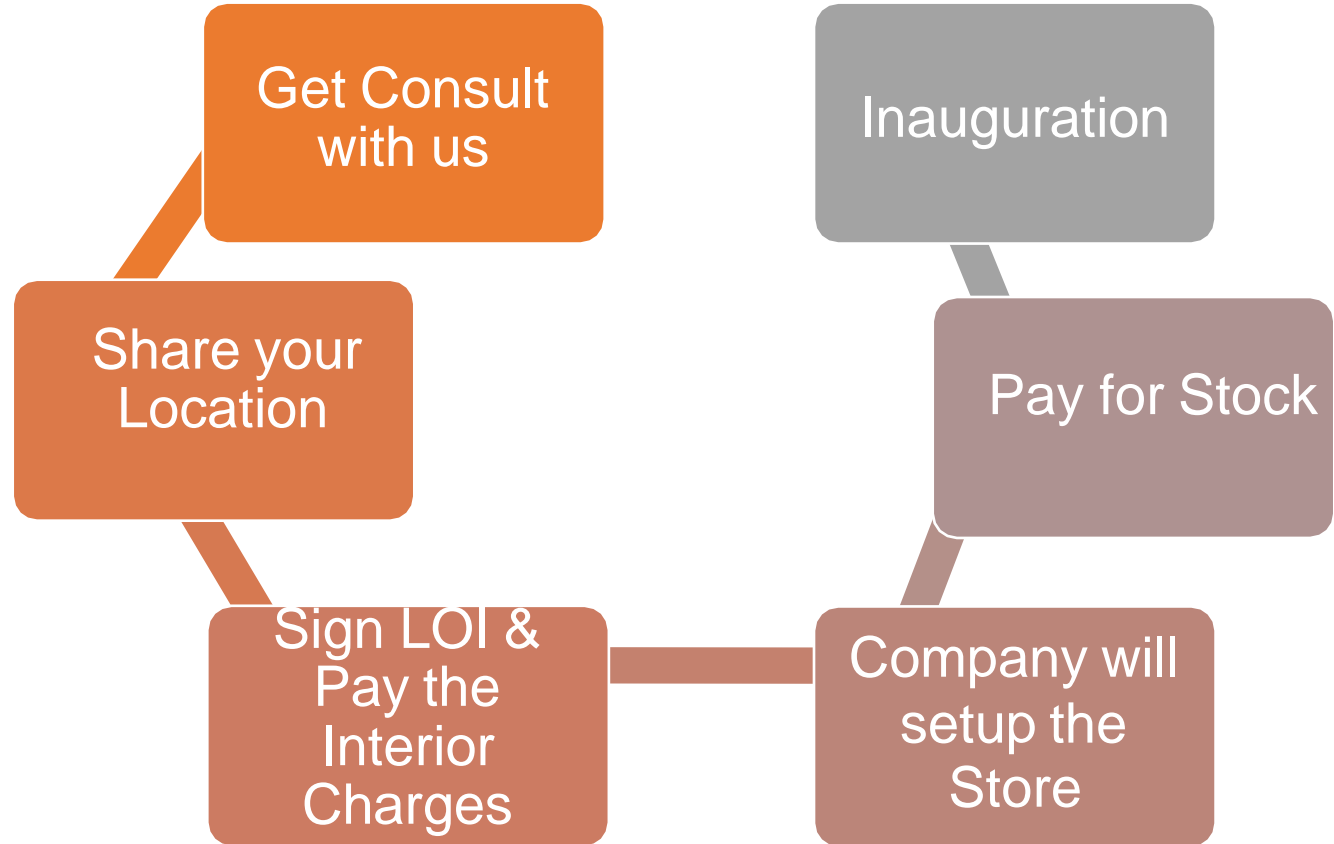 Get Consult
with us
Share your
Location
Sign LOI &
Pay the
Interior
Charges
Company will
setup the
Store
Pay for Stock
Inauguration